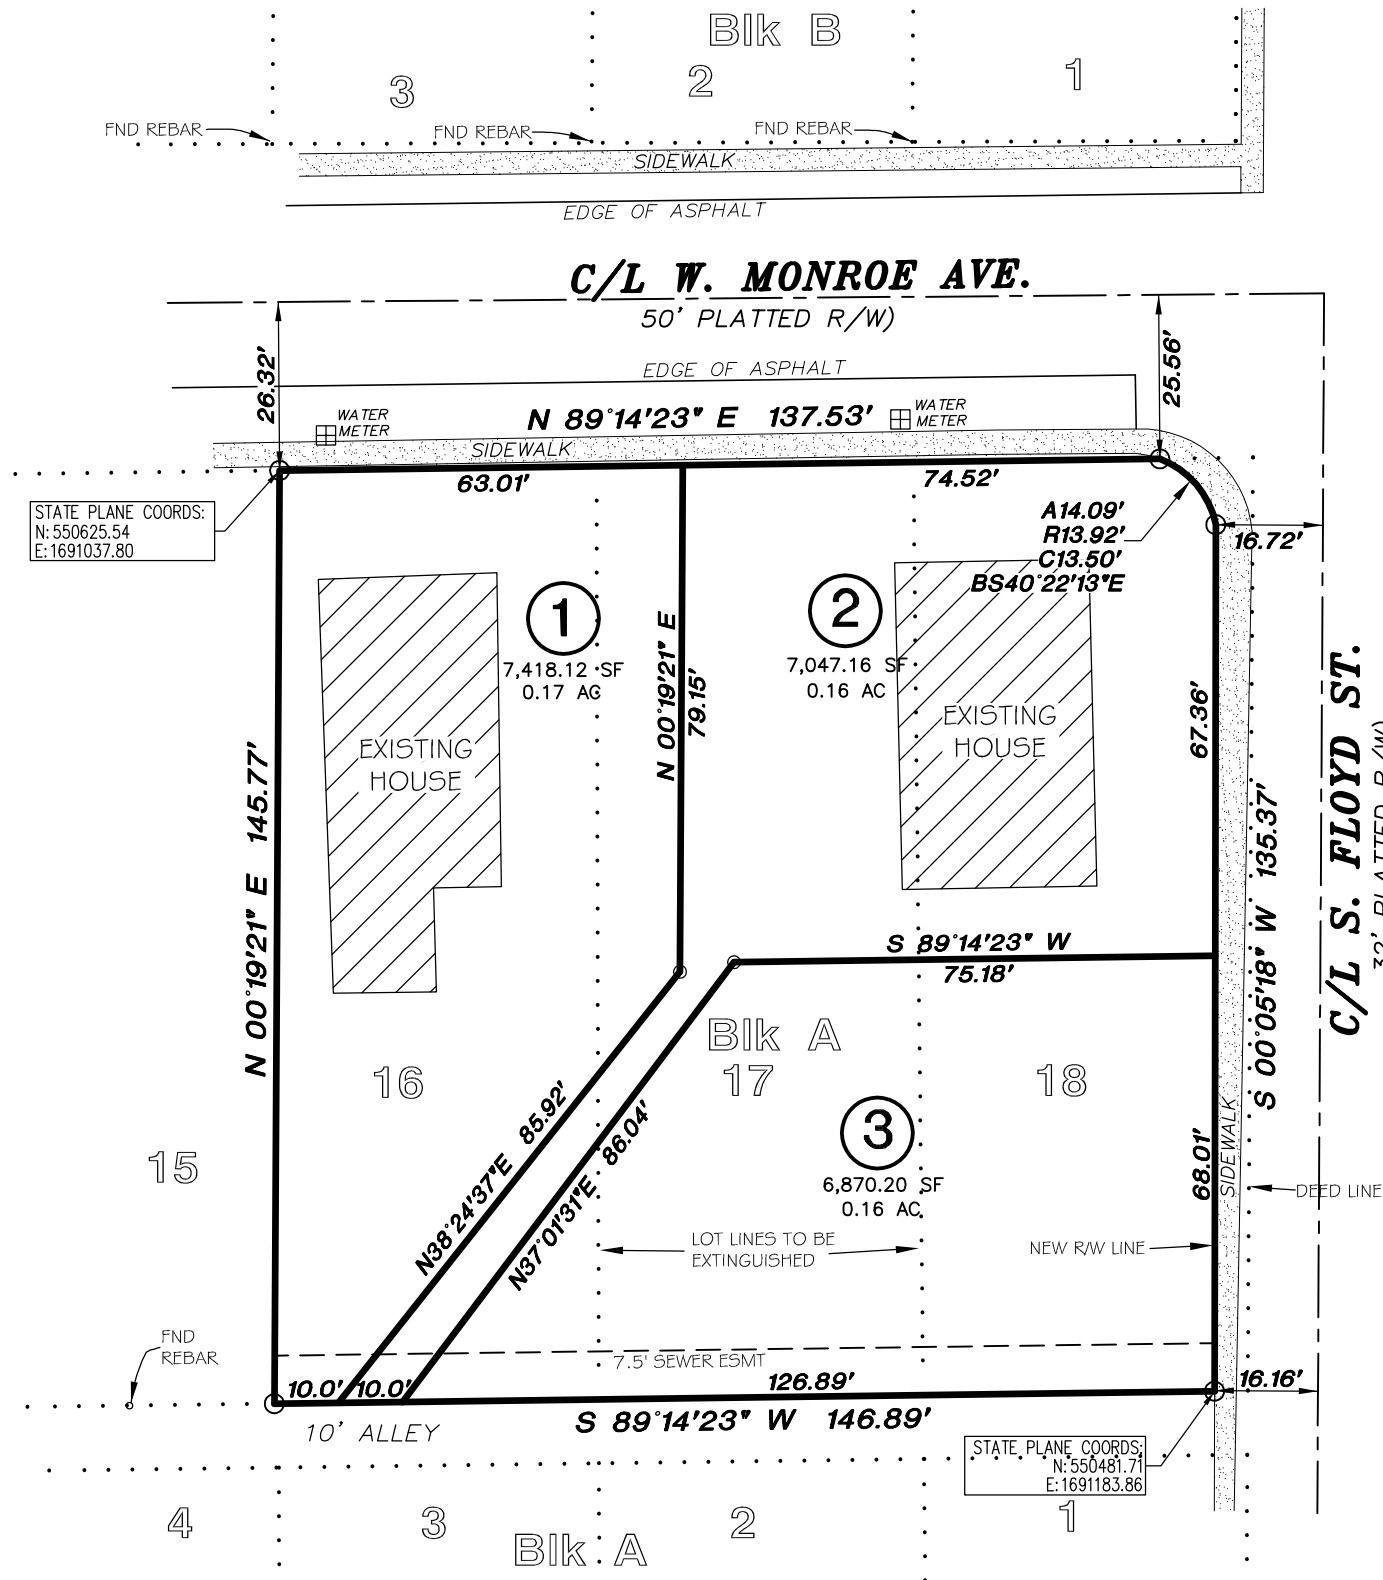 Blk B
3
2
1
FND REBAR
FND REBAR
FND REBAR
SIDEWALK
EDGE OF ASPHALT
C/L W. MONROE AVE.
50' PLATTED R/W)
26.32'
25.56'
EDGE OF ASPHALT
WATER
METER
N 89°14'23" E 137.53'
WATER
METER
SIDEWALK
63.01'
74.52'
STATE PLANE COORDS:
N:550625.54
E:1691037.80
A14.09'
R13.92'
C13.50'
BS40°22'13"E
16.72'
1
7,418.12 SF
0.17 AC
2
7,047.16 SF
0.16 AC
N 00°19'21" E
79.15'
67.36'
EXISTING
HOUSE
EXISTING
HOUSE
N 00°19'21" E 145.77'
S 00°05'18" W 135.37'
C/L S. FLOYD ST.
32' PLATTED R/W)
S 89°14'23" W
75.18'
Blk A
16
17
18
15
N38°24'37"E 85.92'
N37°01'31"E 86.04'
3
6,870.20 SF
0.16 AC
68.01'
SIDEWALK
DEED LINE
LOT LINES TO BE
EXTINGUISHED
NEW R/W LINE
FND
REBAR
7.5' SEWER ESMT
10.0'
10.0'
126.89'
16.16'
S 89°14'23" W 146.89'
10' ALLEY
STATE PLANE COORDS:
N:550481.71
E:1691183.86
4
3
2
1
Blk A